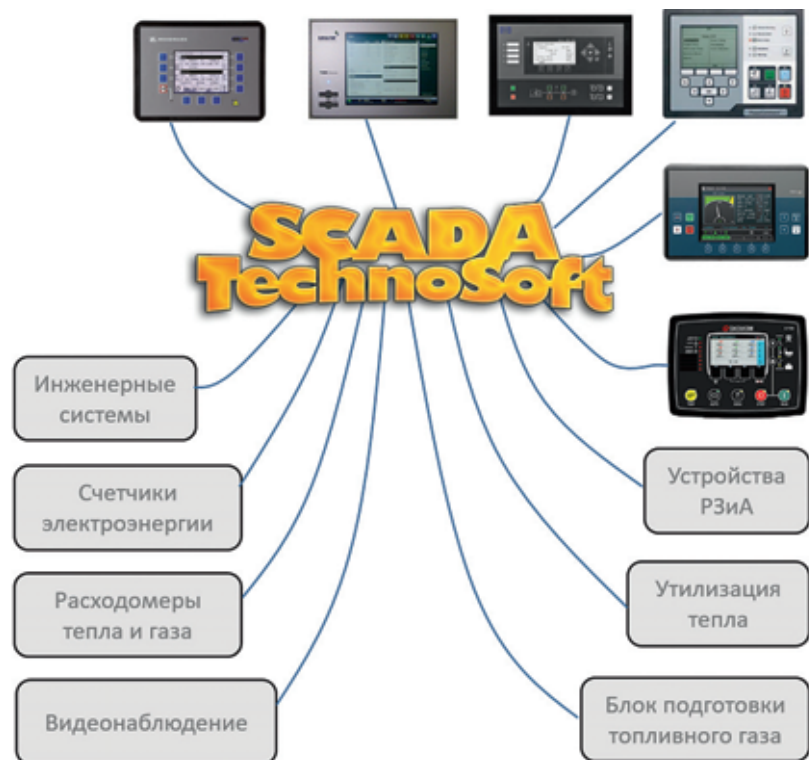 SCADA
TechnoSoft
Инженерные
системы
Счетчики
электроэнергии
Расходомеры
тепла и газа
Видеонаблюдение
Устройства
РЗиА
Утилизация
тепла
Блок подготовки
топливного газа